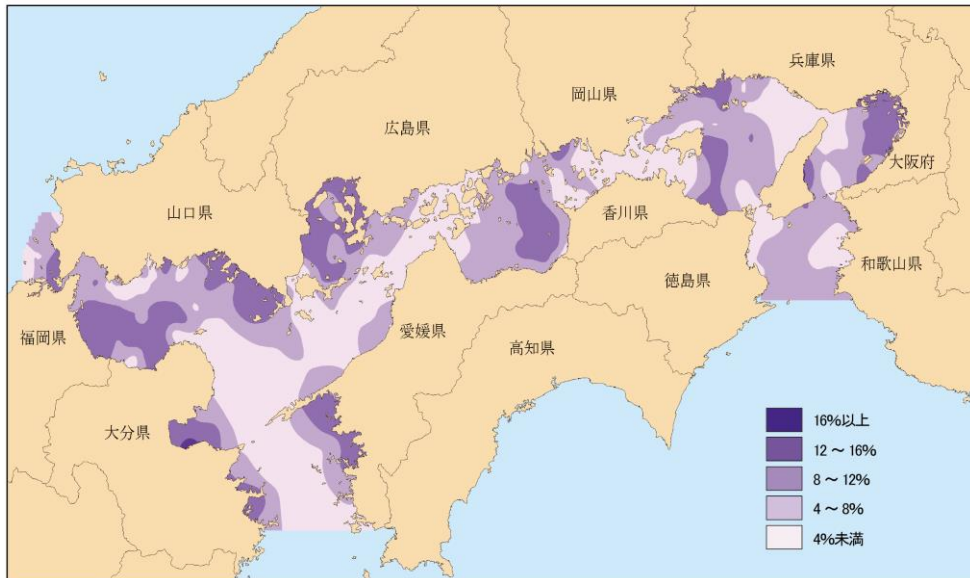 兵庫県
岡山県
広島県
大阪府
山口県
香川県
和歌山県
徳島県
愛媛県
福岡県
高知県
大分県
16%以上
12 ~ 16%
8 ~ 12%
4 ~ 8%
4%未満